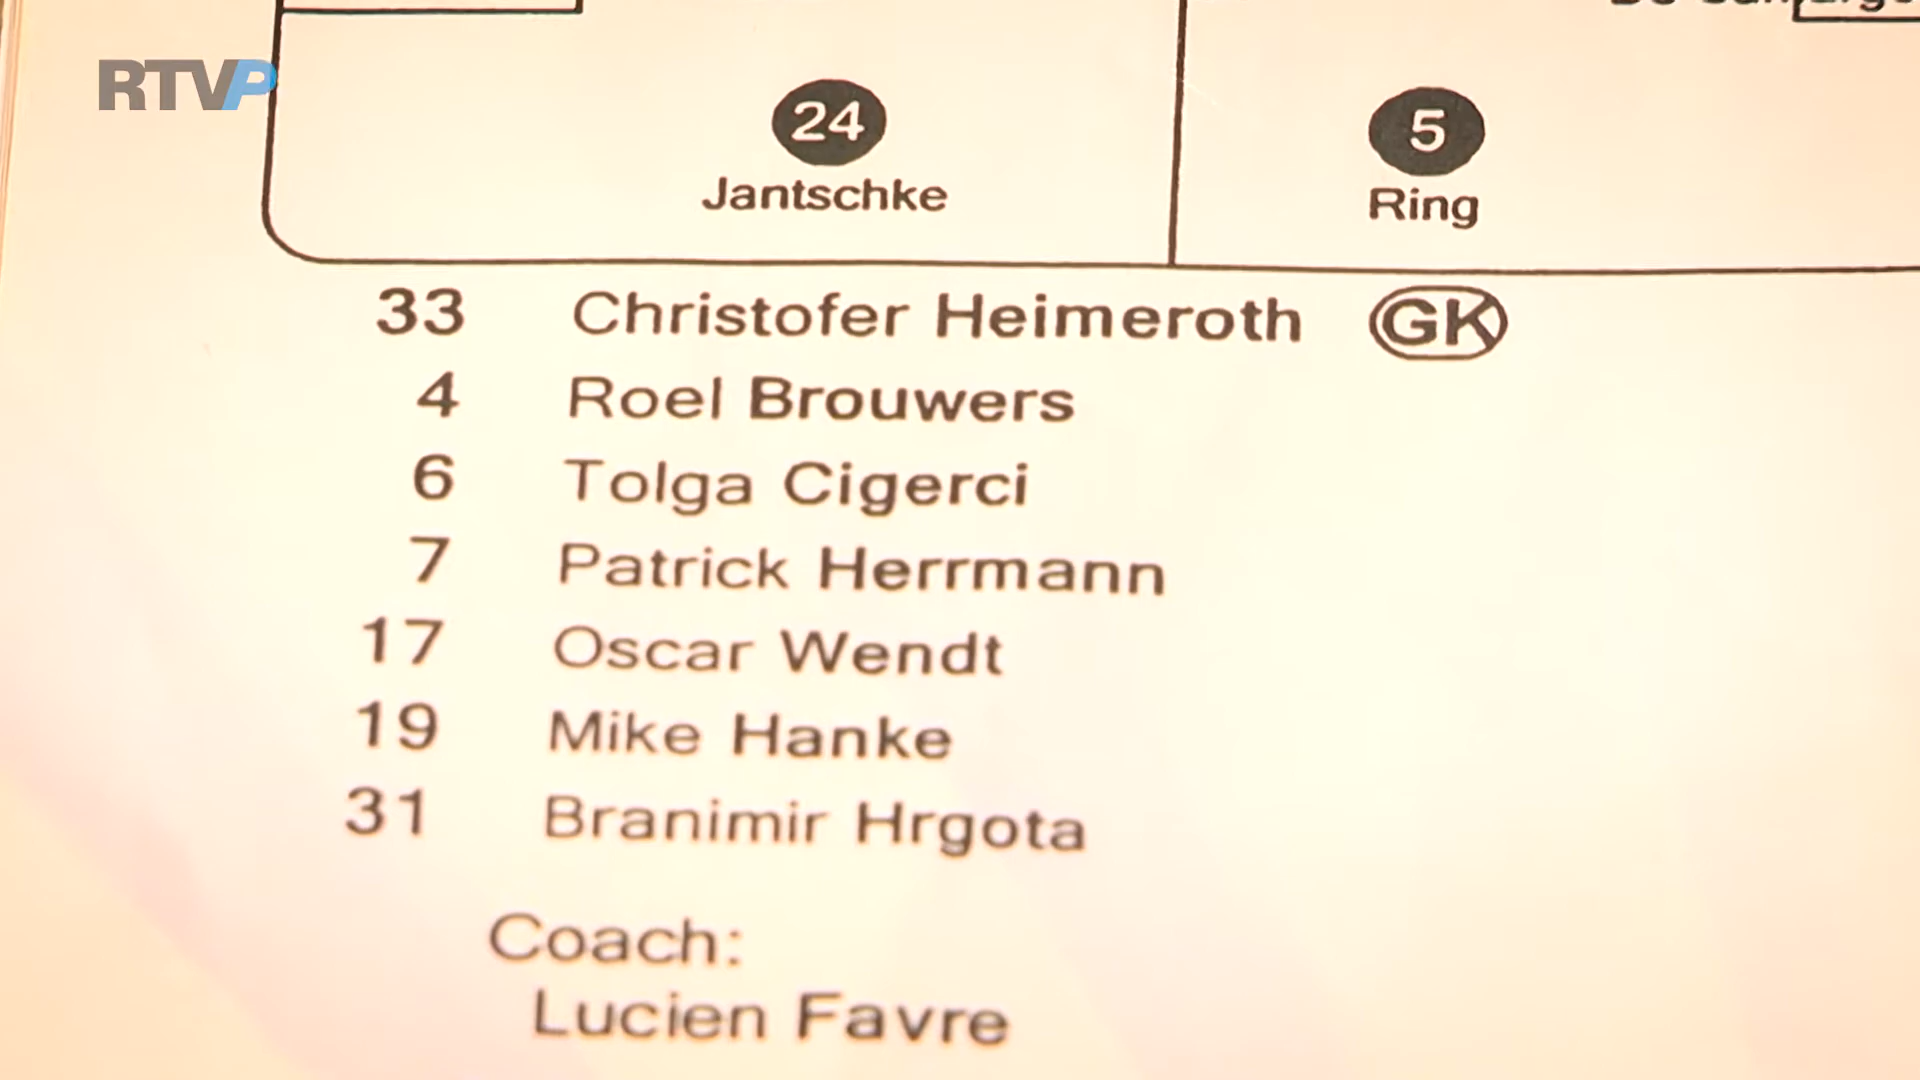 RTVP
24
5
Jantschke
Ring
33 Christofer Heimeroth GK
4 Roel Brouwers
6 Tolga Cigerci
7 Patrick Herrmann
17 Oscar Wendt
19 Mike Hanke
31 Branimir Hrgota
Coach:
Lucien Favre